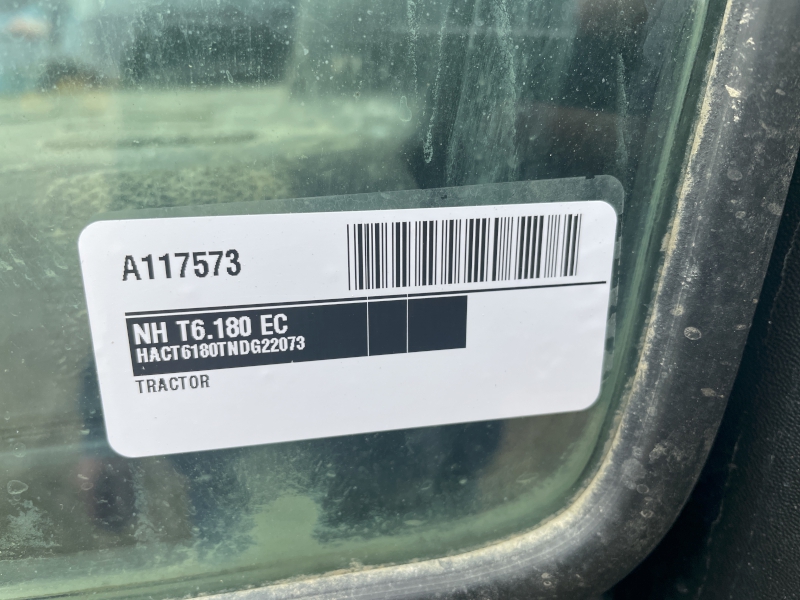 A117573
NH T6.180 EC
HACT6180TNDG22073
TRACTOR